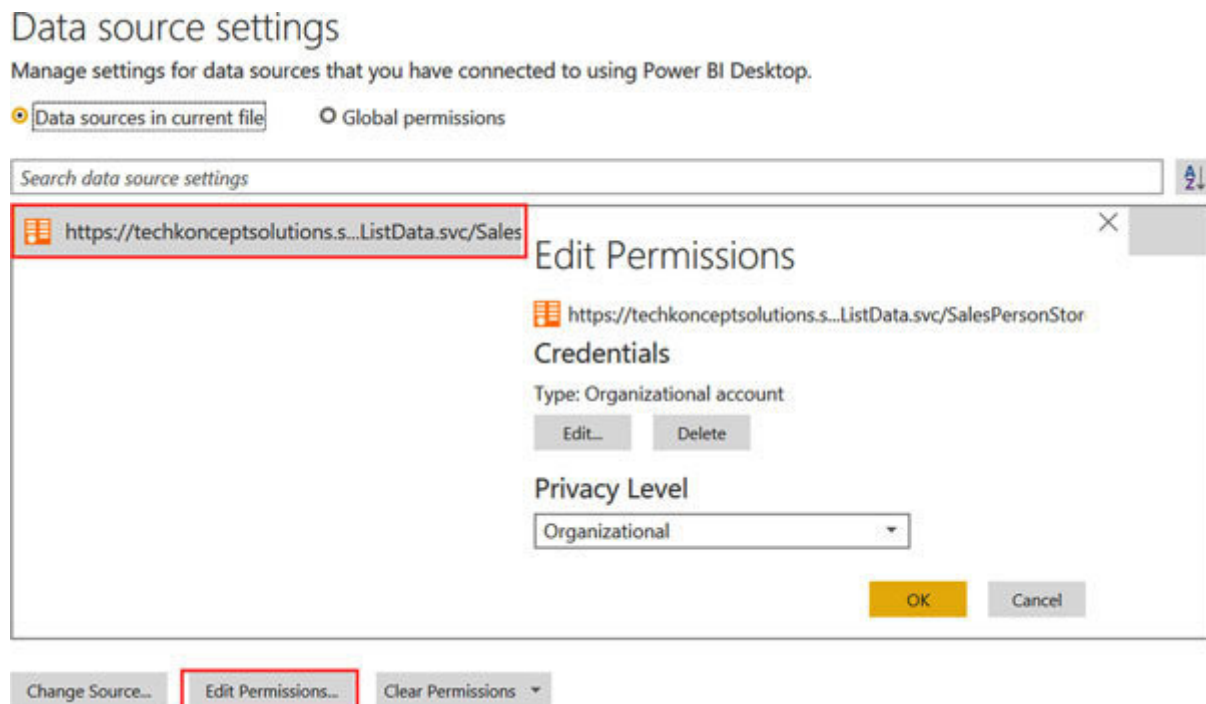 Data source settings
Manage settings for data sources that you have connected to using Power BI Desktop.
Data sources in current file Global permissions
Search data source settings
https://techkonceptsolutions.s...ListData.svc/Sales
Edit Permissions
https://techkonceptsolutions.s...ListData.svc/SalesPersonStor
Credentials
Type: Organizational account
Edit... Delete
Privacy Level
Organizational
OK Cancel
Change Source... Edit Permissions... Clear Permissions